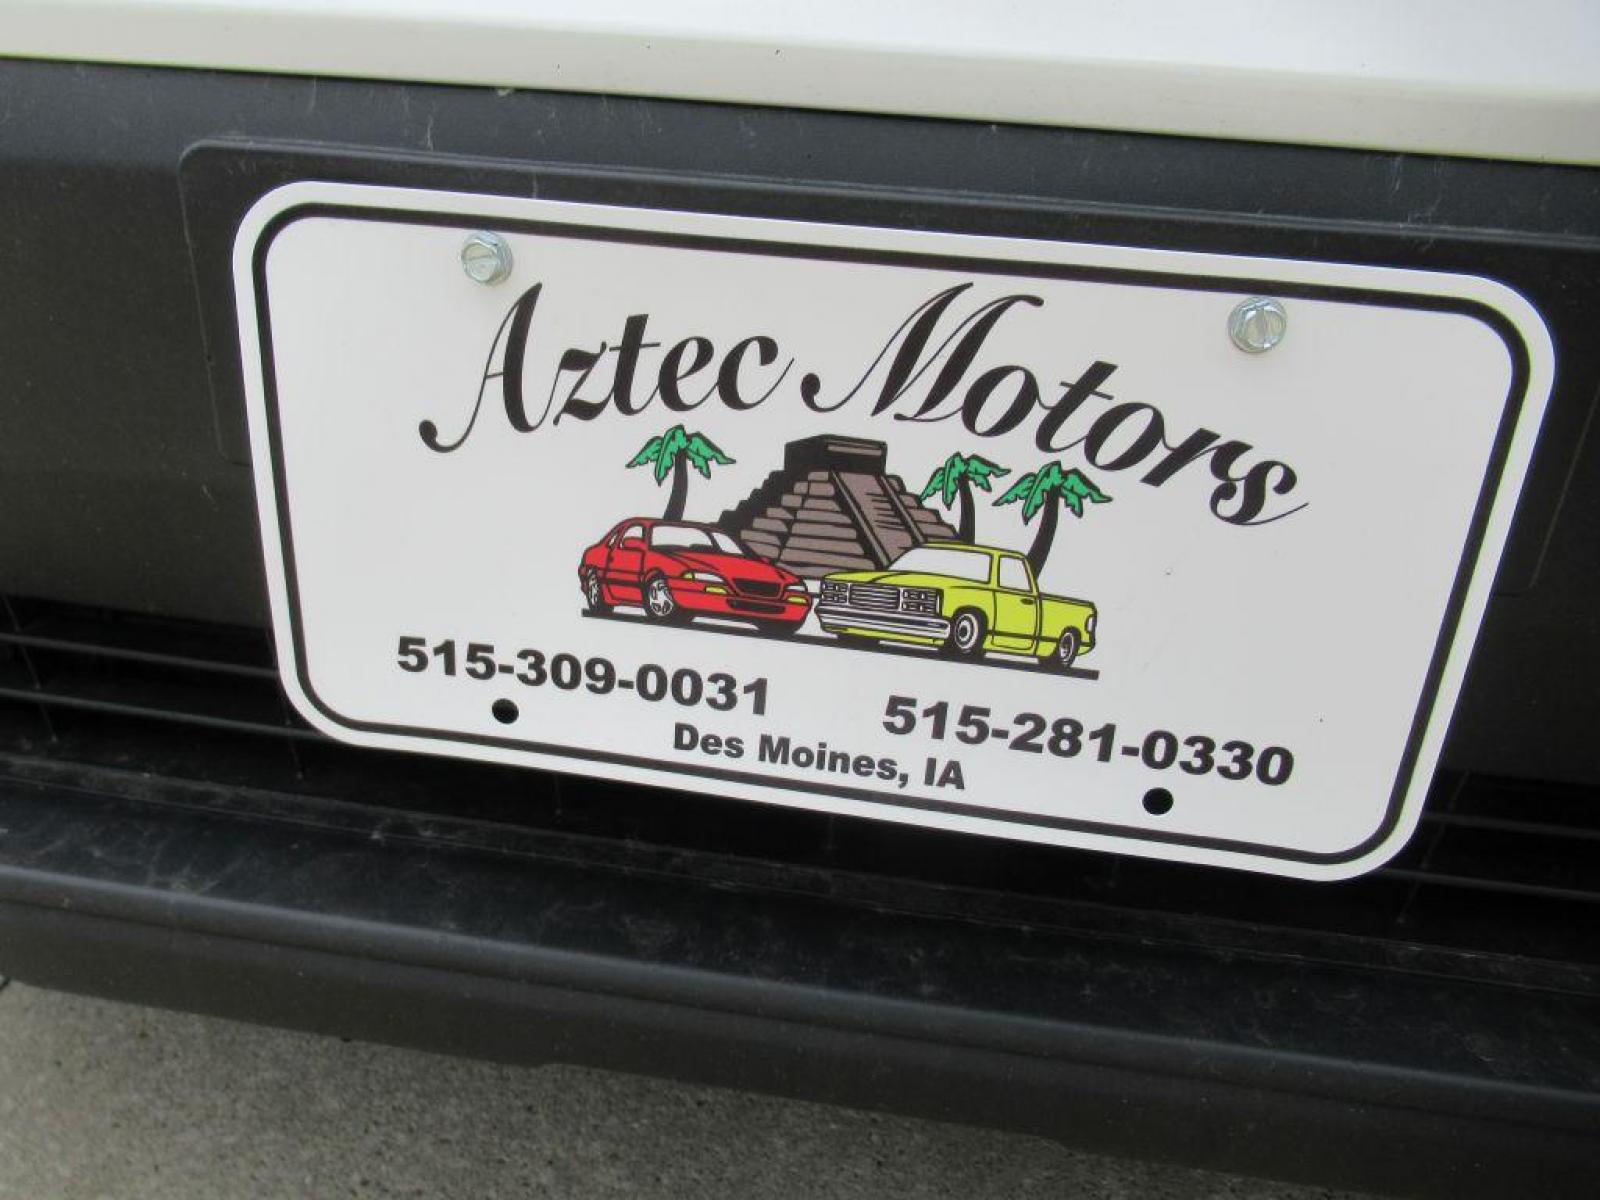 Aztec Motors
515-309-0031 515-281-0330
Des Moines, IA